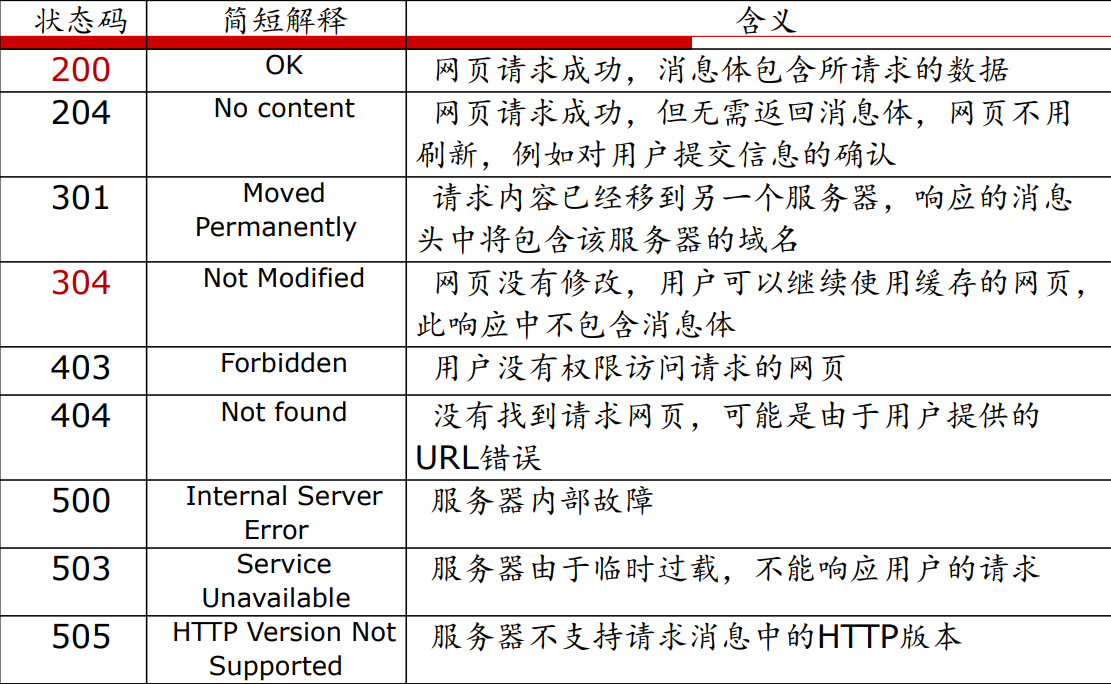 状态码 简短解释 含义
200 OK 网页请求成功，消息体包含所请求的数据
204 No content 网页请求成功，但无需返回消息体，网页不用
刷新，例如对用户提交信息的确认
301 Moved 请求内容已经移到另一个服务器，响应的消息
Permanently 头中将包含该服务器的域名
304 Not Modified 网页没有修改，用户可以继续使用缓存的网页，
此响应中不包含消息体
403 Forbidden 用户没有权限访问请求的网页
404 Not found 没有找到请求网页，可能是由于用户提供的
URL错误
500 Internal Server 服务器内部故障
Error
503 Service 服务器由于临时过载，不能响应用户的请求
Unavailable
505 HTTP Version Not 服务器不支持请求消息中的HTTP版本
Supported